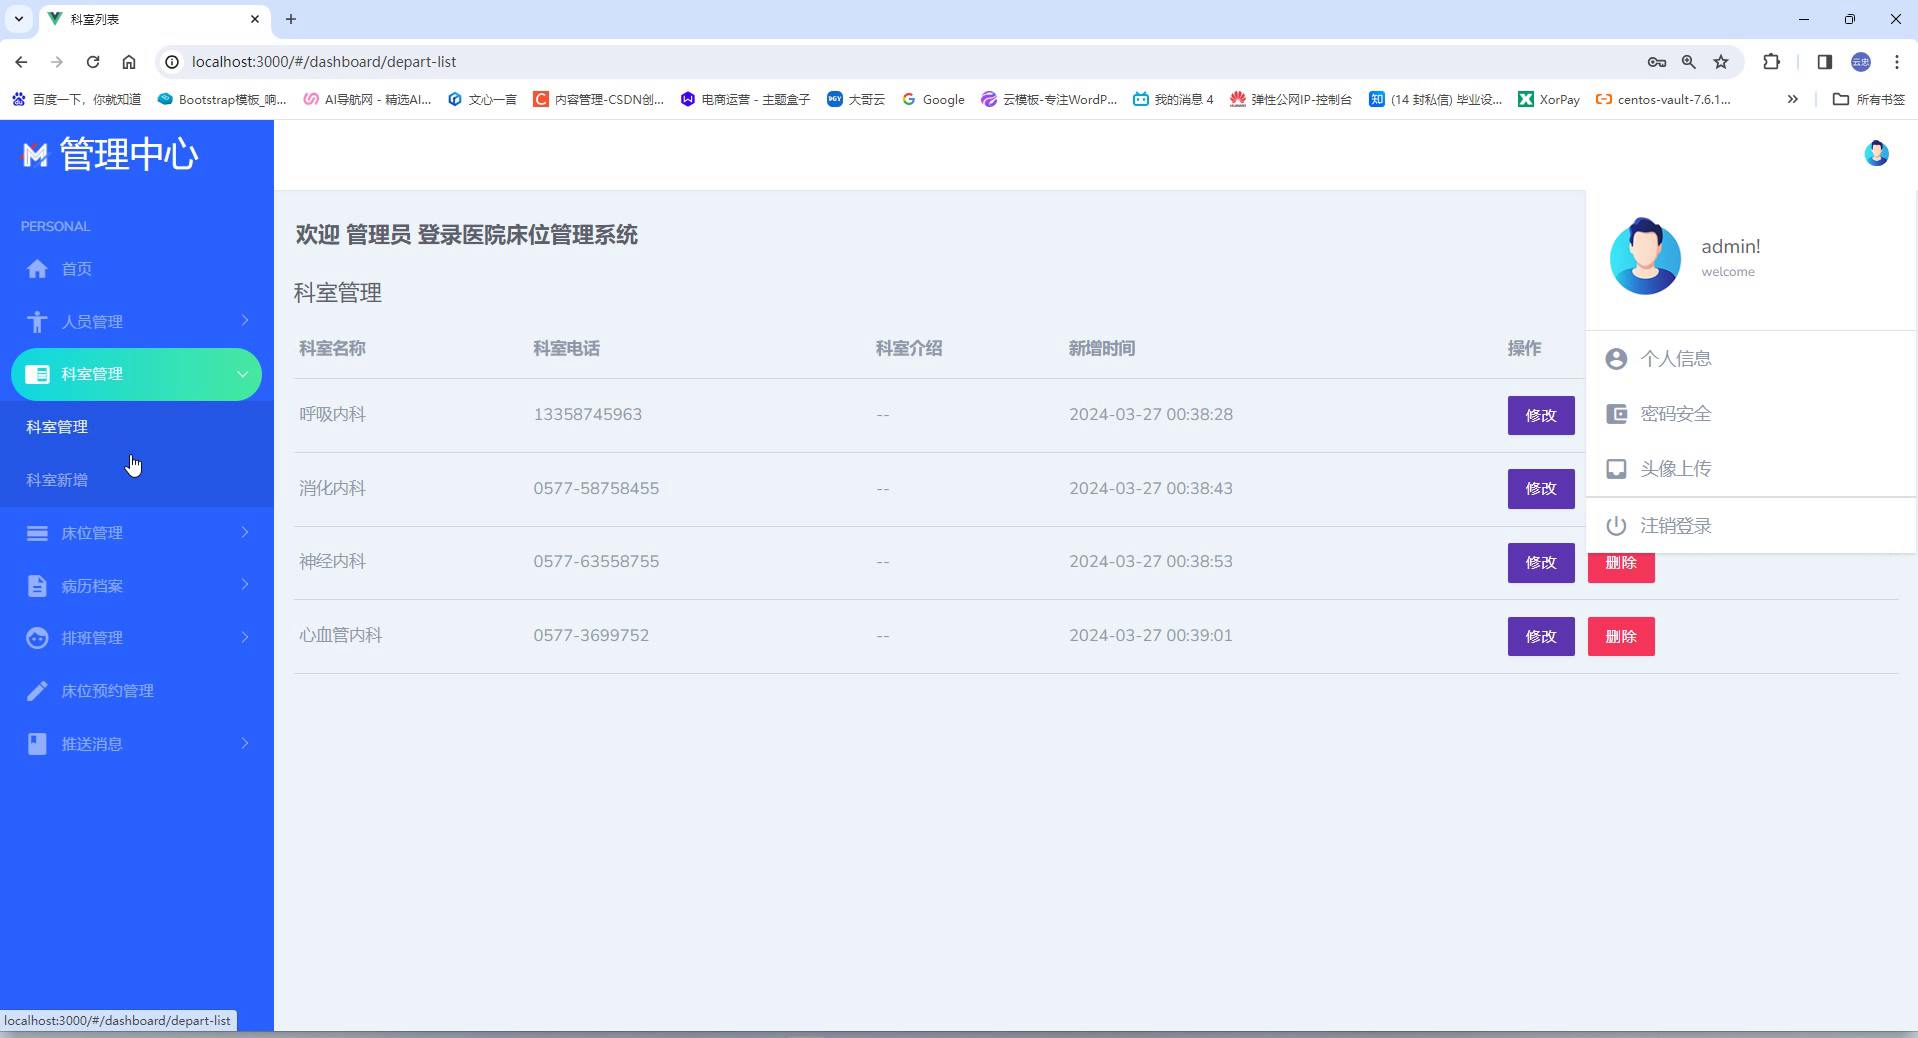 科室列表
localhost:3000/#/dashboard/depart-list
云忠
百度一下，你就知道
Bootstrap模板_响...
AI导航网 - 精选AI...
文心一言
内容管理-CSDN创...
电商运营 - 主题盒子
大哥云
Google
云模板-专注WordP...
我的消息 4
弹性公网IP-控制台
(14 封私信) 毕业设...
XorPay
centos-vault-7.6.1...
所有书签
管理中心
PERSONAL
首页
人员管理
科室管理
科室管理
科室新增
床位管理
病历档案
排班管理
床位预约管理
推送消息
欢迎 管理员 登录医院床位管理系统
科室管理
科室名称 科室电话 科室介绍 新增时间 操作
呼吸内科 13358745963 -- 2024-03-27 00:38:28 修改
消化内科 0577-58758455 -- 2024-03-27 00:38:43 修改
神经内科 0577-63558755 -- 2024-03-27 00:38:53 修改 删除
心血管内科 0577-3699752 -- 2024-03-27 00:39:01 修改 删除
admin!
welcome
个人信息
密码安全
头像上传
注销登录
localhost:3000/#/dashboard/depart-list